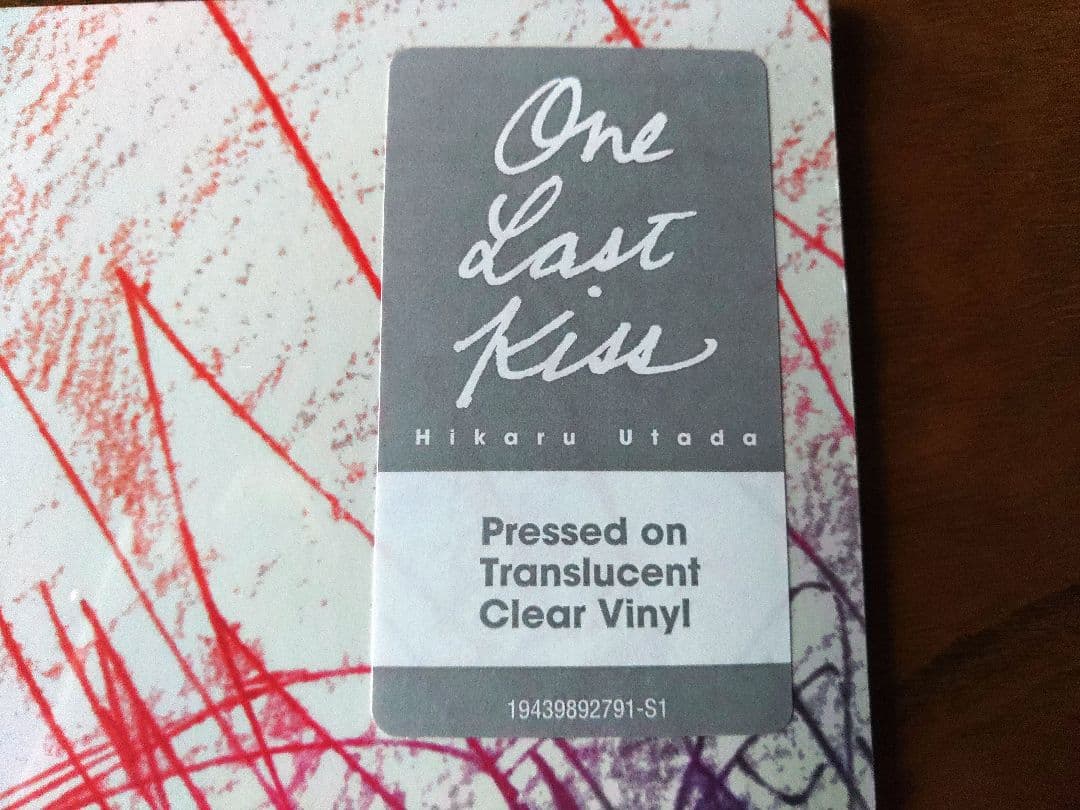 One
Last
Kiss
Hikaru Utada
Pressed on
Translucent
Clear Vinyl
19439892791-S1